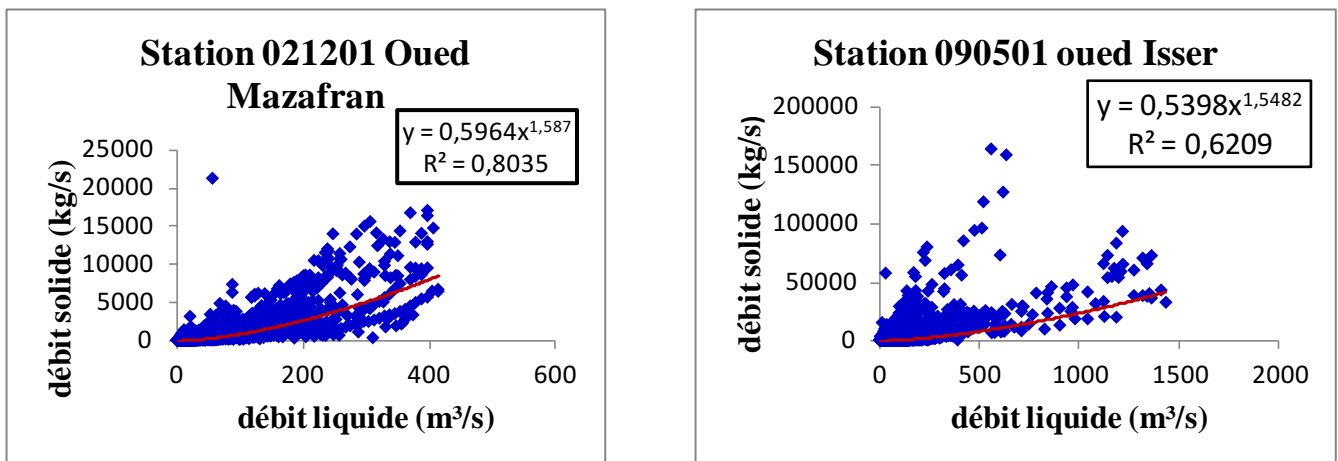 Station 021201 Oued
Mazafran
y = 0,5964x^1,587
R² = 0,8035
débit solide (kg/s)
25000
20000
15000
10000
5000
0
0 200 400 600
débit liquide (m³/s)
Station 090501 oued Isser
y = 0,5398x^1,5482
R² = 0,6209
débit solide (kg/s)
200000
150000
100000
50000
0
0 500 1000 1500 2000
débit liquide (m³/s)